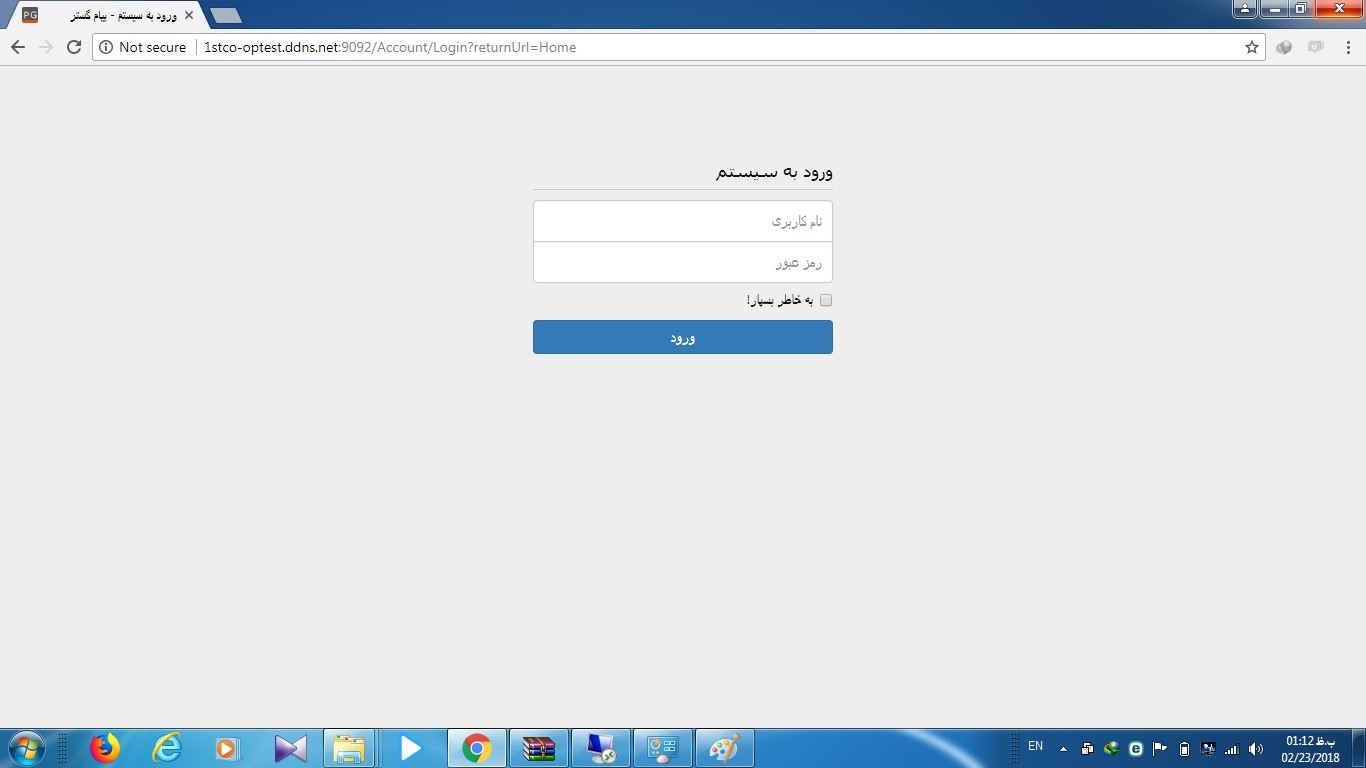 PG ورود به سیستم - پیام گستر
Not secure 1stco-optest.ddns.net:9092/Account/Login?returnUrl=Home
ورود به سیستم
نام کاربری
رمز عبور
به خاطر بسپار!
ورود
EN
01:12 ب.ظ
02/23/2018